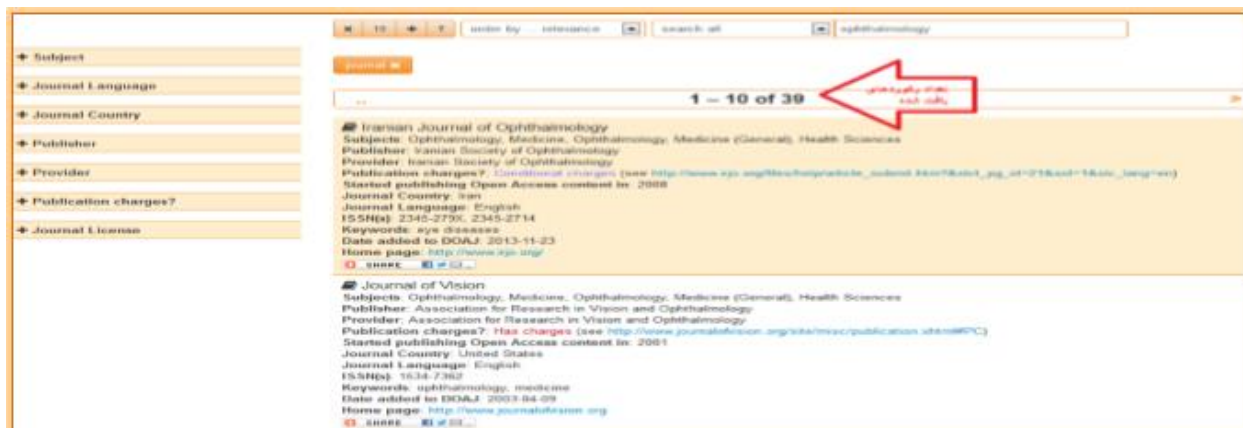 10
order by ... relevance
search all
ophthalmology
journal
1 – 10 of 39
یافت شده
Subject
Journal Language
Journal Country
Publisher
Provider
Publication charges?
Journal License
Iranian Journal of Ophthalmology
Subjects: Ophthalmology, Medicine, Ophthalmology, Medicine (General), Health Sciences
Publisher: Iranian Society of Ophthalmology
Provider: Iranian Society of Ophthalmology
Publication charges?: Conditional charges (see
Started publishing Open Access content in: 2008
Journal Country: Iran
Journal Language: English
ISSN(s): 2345-279X, 2345-2714
Keywords: eye diseases
Date added to DOAJ: 2013-11-23
Home page: http://www.irjo.org/
SHARE
Journal of Vision
Subjects: Ophthalmology, Medicine, Ophthalmology, Medicine (General), Health Sciences
Publisher: Association for Research in Vision and Ophthalmology
Provider: Association for Research in Vision and Ophthalmology
Publication charges?: Has charges (see http://www.journalofvision.org/site/misc/publication.xhtml#PC)
Started publishing Open Access content in: 2001
Journal Country: United States
Journal Language: English
ISSN(s): 1534-7362
Keywords: ophthalmology, medicine
Date added to DOAJ: 2003-04-09
Home page: http://www.journalofvision.org
SHARE